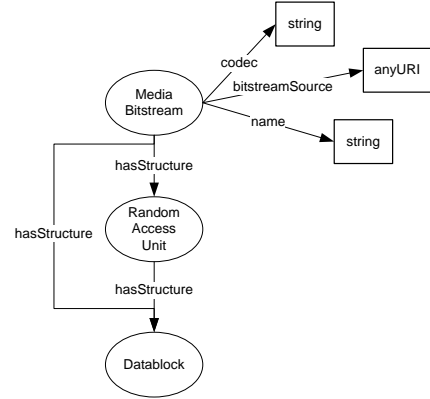 string
codec
anyURI
bitstreamSource
Media
Bitstream
name
string
hasStructure
Random
Access
Unit
hasStructure
hasStructure
Datablock